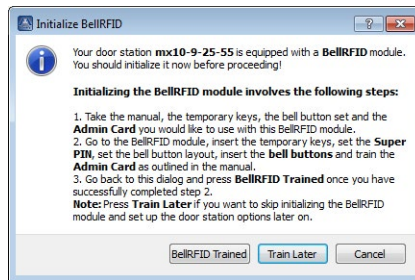 Initialize BellRFID
Your door station mx10-9-25-55 is equipped with a BellRFID module.
You should initialize it now before proceeding!
Initializing the BellRFID module involves the following steps:
1. Take the manual, the temporary keys, the bell button set and the
Admin Card you would like to use with this BellRFID module.
2. Go to the BellRFID module, insert the temporary keys, set the Super
PIN, set the bell button layout, insert the bell buttons and train the
Admin Card as outlined in the manual.
3. Go back to this dialog and press BellRFID Trained once you have
successfully completed step 2.
Note: Press Train Later if you want to skip initializing the BellRFID
module and set up the door station options later on.
BellRFID Trained Train Later Cancel